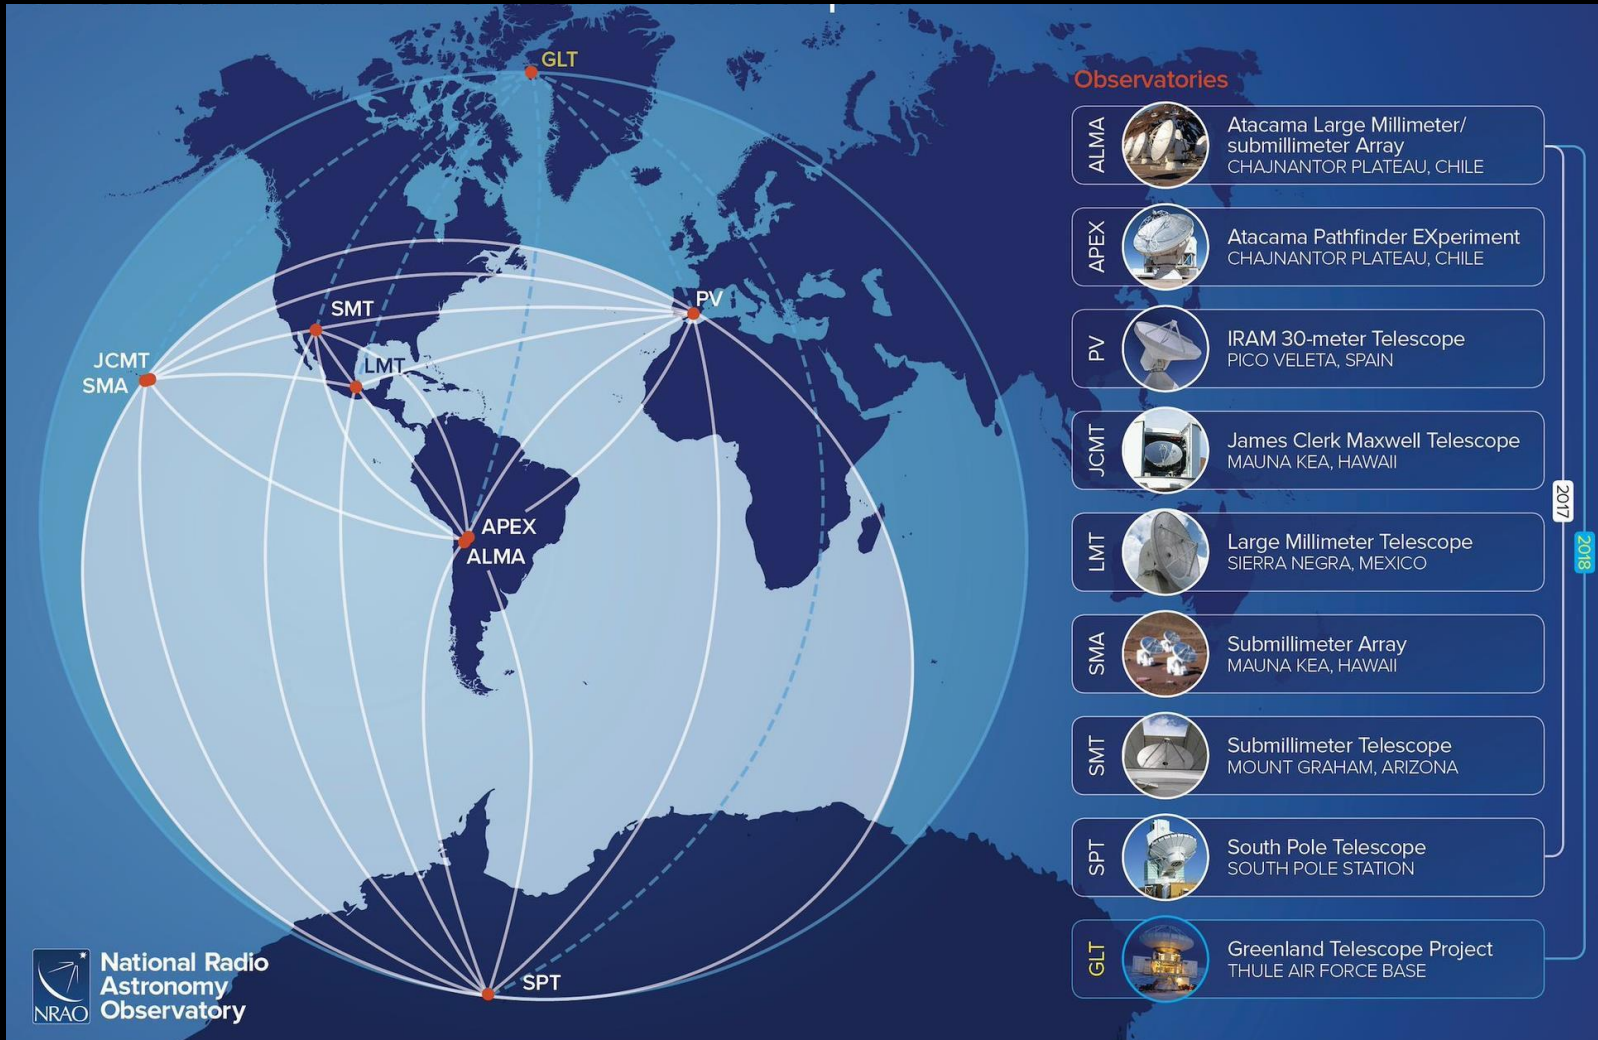 GLT
SMT
PV
JCMT
SMA
LMT
APEX
ALMA
SPT
National Radio
Astronomy
Observatory
NRAO
Observatories
ALMA
Atacama Large Millimeter/
submillimeter Array
CHAJNANTOR PLATEAU, CHILE
APEX
Atacama Pathfinder EXperiment
CHAJNANTOR PLATEAU, CHILE
PV
IRAM 30-meter Telescope
PICO VELETA, SPAIN
JCMT
James Clerk Maxwell Telescope
MAUNA KEA, HAWAII
LMT
Large Millimeter Telescope
SIERRA NEGRA, MEXICO
SMA
Submillimeter Array
MAUNA KEA, HAWAII
SMT
Submillimeter Telescope
MOUNT GRAHAM, ARIZONA
SPT
South Pole Telescope
SOUTH POLE STATION
GLT
Greenland Telescope Project
THULE AIR FORCE BASE
2017
2018